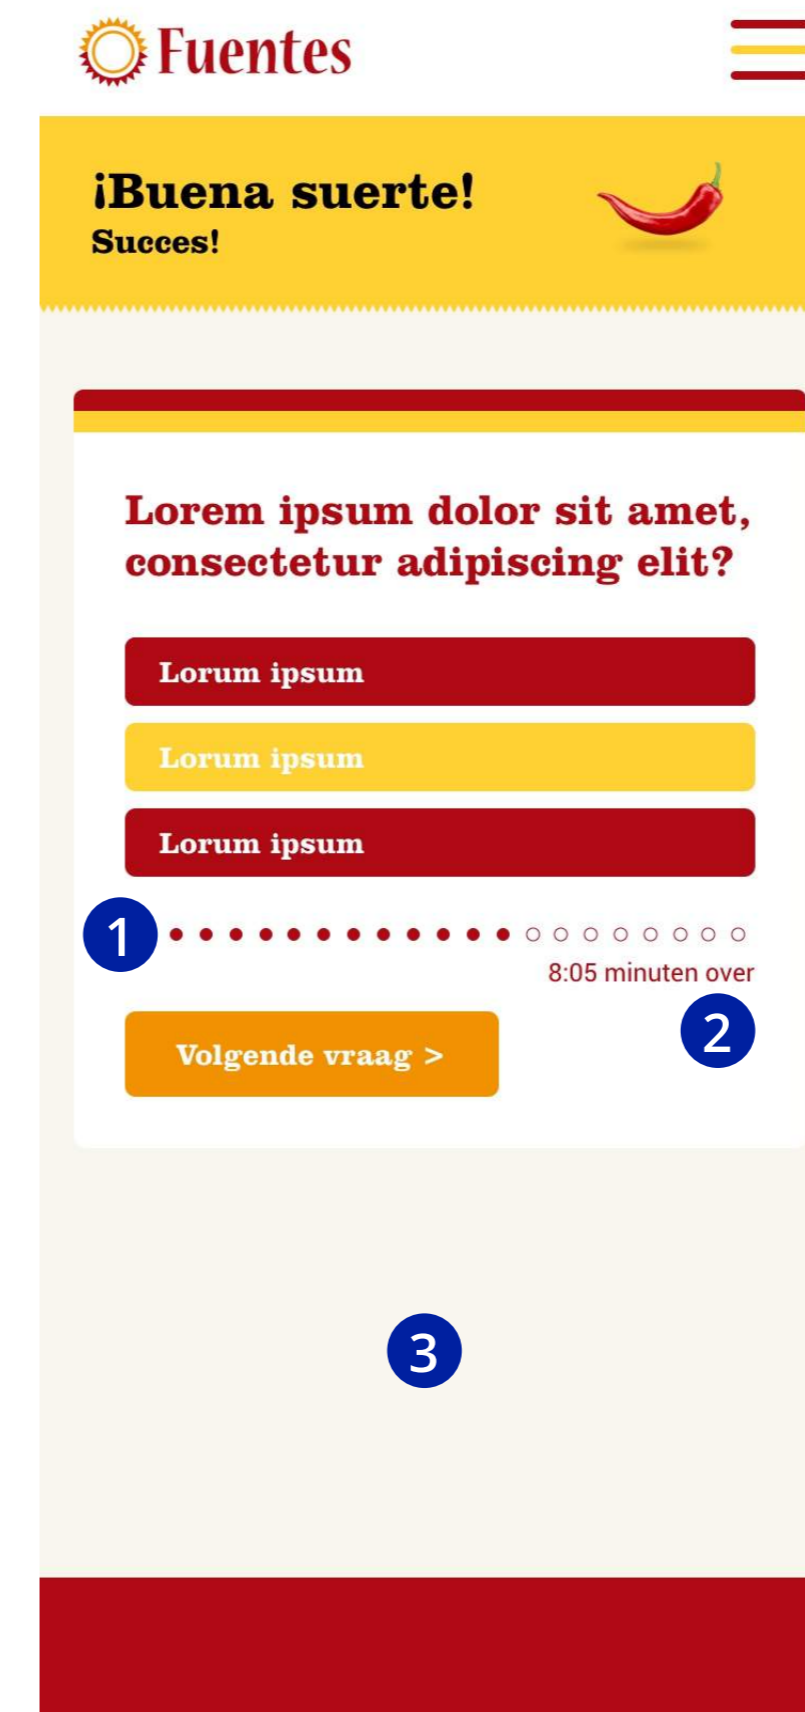 Fuentes
¡Buena suerte!
Succes!
Lorem ipsum dolor sit amet,
consectetur adipiscing elit?
Lorum ipsum
Lorum ipsum
Lorum ipsum
1
8:05 minuten over
2
Volgende vraag >
3